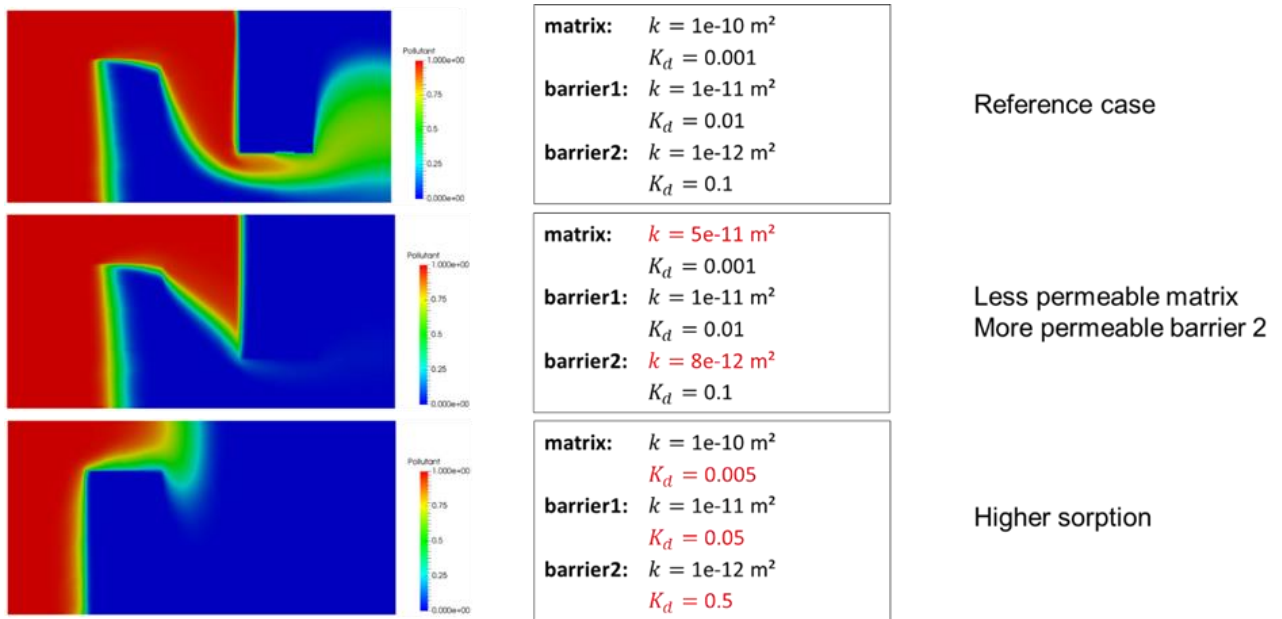 Pollutant
1.000e+00
0.75
0.5
0.25
0.000e+00
matrix: k = 1e-10 m²
K_d = 0.001
barrier1: k = 1e-11 m²
K_d = 0.01
barrier2: k = 1e-12 m²
K_d = 0.1
Reference case
Pollutant
1.000e+00
0.75
0.5
0.25
0.000e+00
matrix: k = 5e-11 m²
K_d = 0.001
barrier1: k = 1e-11 m²
K_d = 0.01
barrier2: k = 8e-12 m²
K_d = 0.1
Less permeable matrix
More permeable barrier 2
Pollutant
1.000e+00
0.75
0.5
0.25
0.000e+00
matrix: k = 1e-10 m²
K_d = 0.005
barrier1: k = 1e-11 m²
K_d = 0.05
barrier2: k = 1e-12 m²
K_d = 0.5
Higher sorption